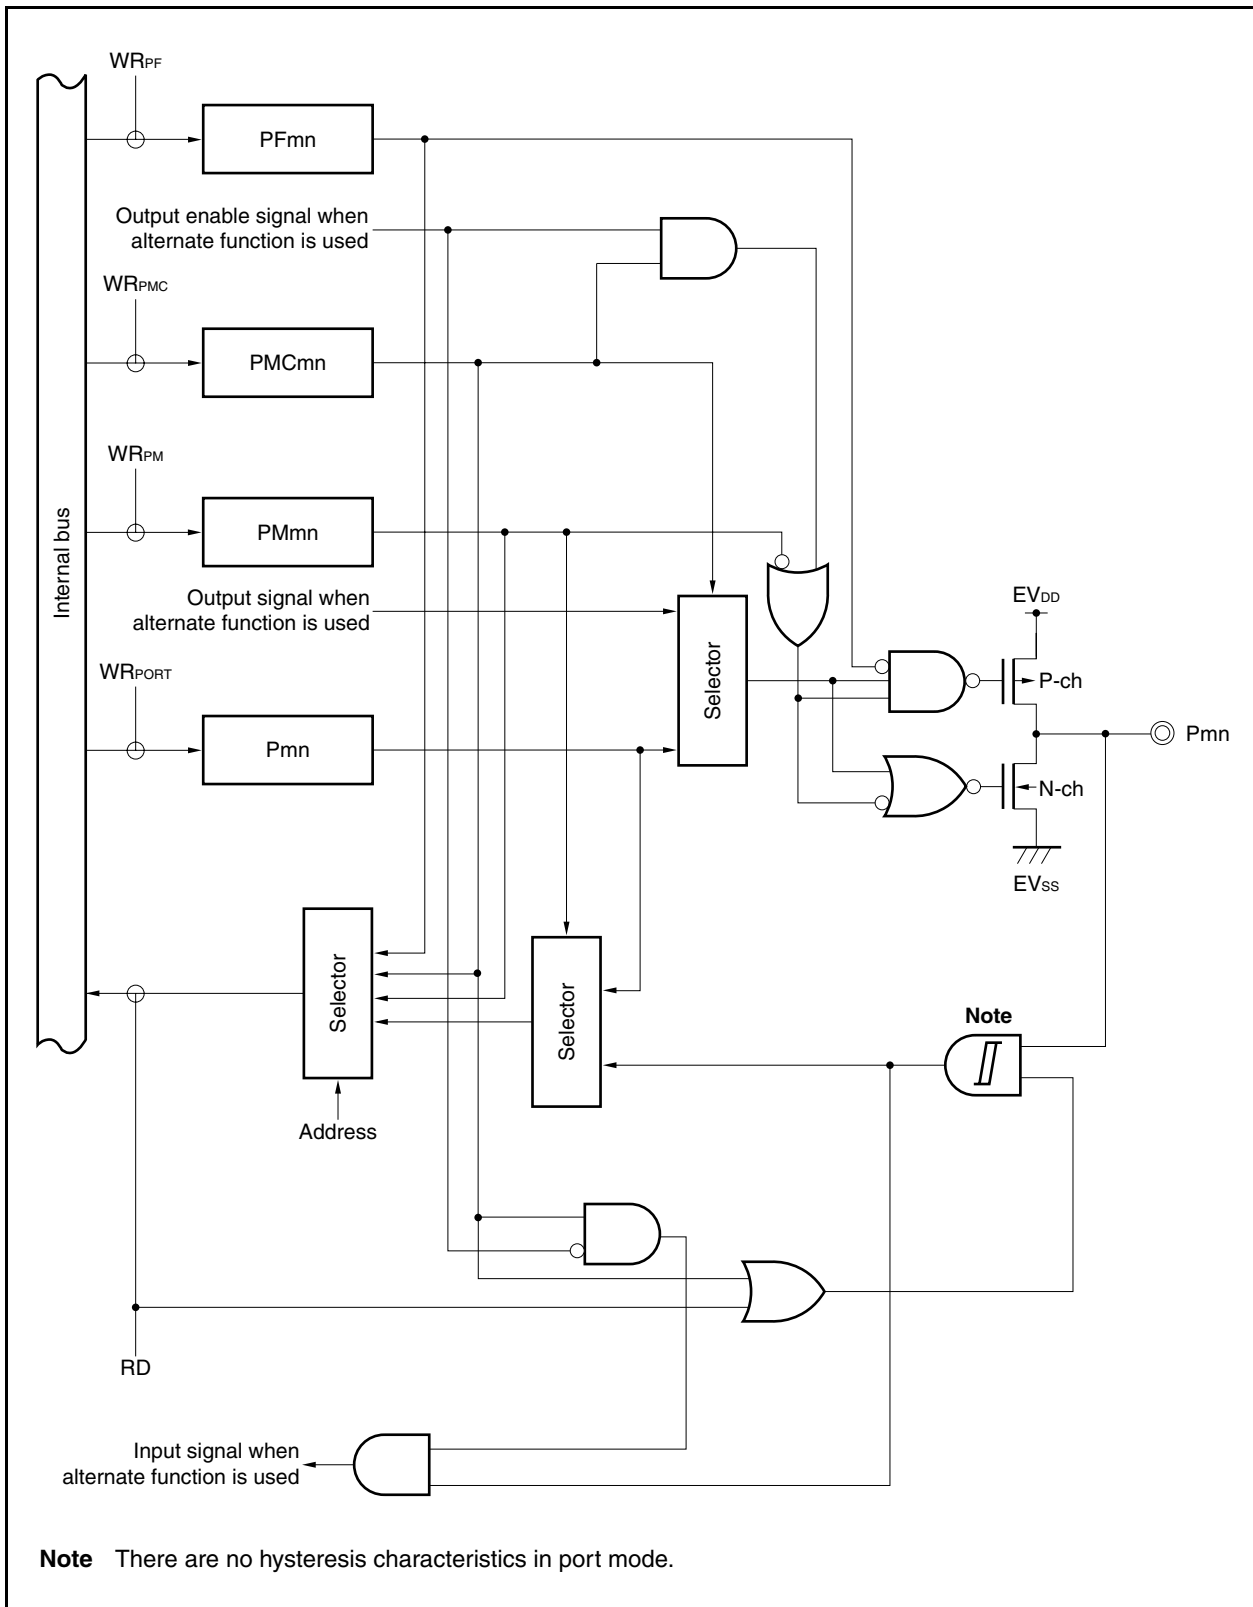 WRPF
PFmn
Output enable signal when
alternate function is used
WRPMC
PMCmn
WRPM
PMmn
Internal bus
Output signal when
alternate function is used
WRPORT
Pmn
Selector
EVDD
P-ch
Pmn
N-ch
EVSS
Selector
Selector
Note
Address
RD
Input signal when
alternate function is used
Note There are no hysteresis characteristics in port mode.